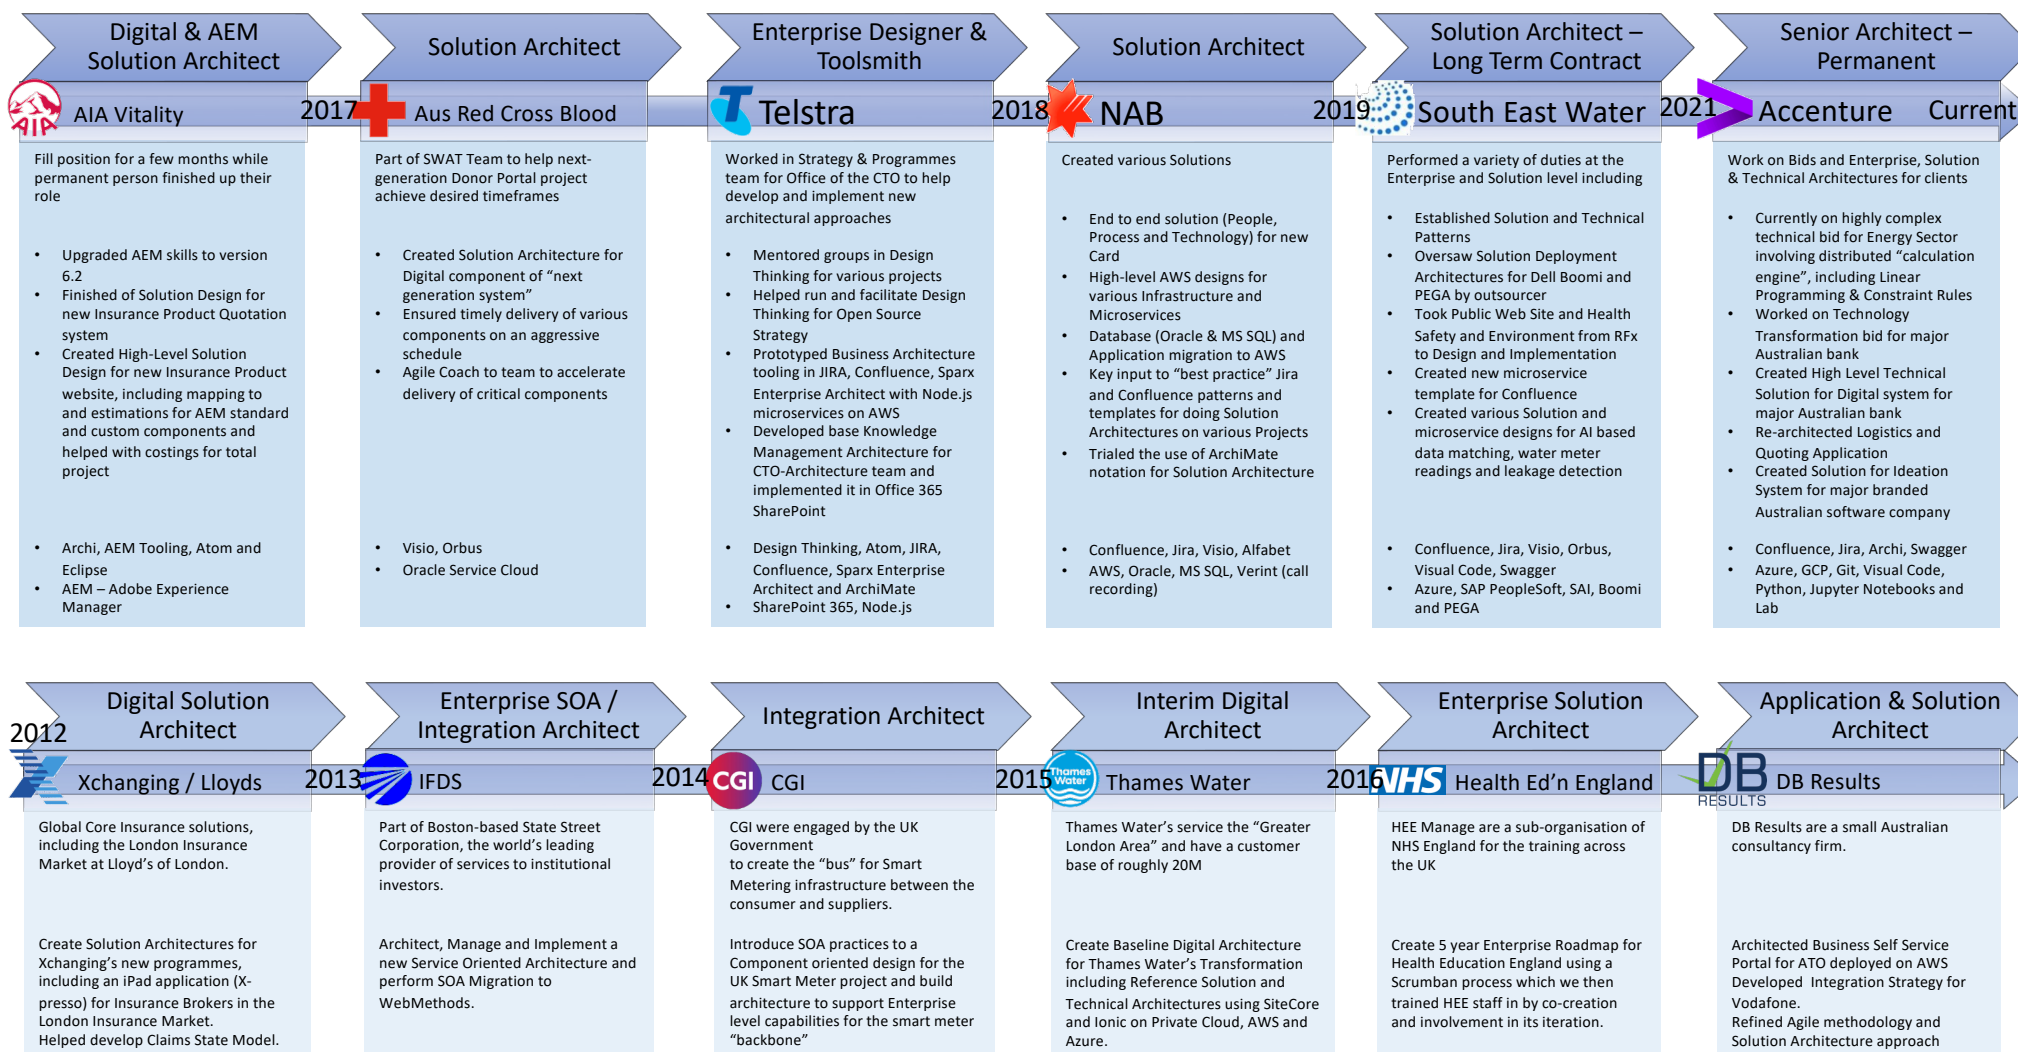 Digital & AEM
Solution Architect
AIA
AIA Vitality
Fill position for a few months while
permanent person finished up their
role
• Upgraded AEM skills to version
6.2
• Finished of Solution Design for
new Insurance Product Quotation
system
• Created High-Level Solution
Design for new Insurance Product
website, including mapping to
and estimations for AEM standard
and custom components and
helped with costings for total
project
• Archi, AEM Tooling, Atom and
Eclipse
• AEM – Adobe Experience
Manager
Solution Architect
2017
Aus Red Cross Blood
Part of SWAT Team to help next-
generation Donor Portal project
achieve desired timeframes
• Created Solution Architecture for
Digital component of “next
generation system”
• Ensured timely delivery of various
components on an aggressive
schedule
• Agile Coach to team to accelerate
delivery of critical components
• Visio, Orbus
• Oracle Service Cloud
Enterprise Designer &
Toolsmith
Telstra
Worked in Strategy & Programmes
team for Office of the CTO to help
develop and implement new
architectural approaches
• Mentored groups in Design
Thinking for various projects
• Helped run and facilitate Design
Thinking for Open Source
Strategy
• Prototyped Business Architecture
tooling in JIRA, Confluence, Sparx
Enterprise Architect with Node.js
microservices on AWS
• Developed base Knowledge
Management Architecture for
CTO-Architecture team and
implemented it in Office 365
SharePoint
• Design Thinking, Atom, JIRA,
Confluence, Sparx Enterprise
Architect and ArchiMate
• SharePoint 365, Node.js
Solution Architect
2018
NAB
Created various Solutions
• End to end solution (People,
Process and Technology) for new
Card
• High-level AWS designs for
various Infrastructure and
Microservices
• Database (Oracle & MS SQL) and
Application migration to AWS
• Key input to “best practice” Jira
and Confluence patterns and
templates for doing Solution
Architectures on various Projects
• Trialed the use of ArchiMate
notation for Solution Architecture
• Confluence, Jira, Visio, Alfabet
• AWS, Oracle, MS SQL, Verint (call
recording)
Solution Architect –
Long Term Contract
2019
South East Water
Performed a variety of duties at the
Enterprise and Solution level including
• Established Solution and Technical
Patterns
• Oversaw Solution Deployment
Architectures for Dell Boomi and
PEGA by outsourcer
• Took Public Web Site and Health
Safety and Environment from RFx
to Design and Implementation
• Created new microservice
template for Confluence
• Created various Solution and
microservice designs for AI based
data matching, water meter
readings and leakage detection
• Confluence, Jira, Visio, Orbus,
Visual Code, Swagger
• Azure, SAP PeopleSoft, SAI, Boomi
and PEGA
Senior Architect –
Permanent
2021
Accenture
Current
Work on Bids and Enterprise, Solution
& Technical Architectures for clients
• Currently on highly complex
technical bid for Energy Sector
involving distributed “calculation
engine”, including Linear
Programming & Constraint Rules
• Worked on Technology
Transformation bid for major
Australian bank
• Created High Level Technical
Solution for Digital system for
major Australian bank
• Re-architected Logistics and
Quoting Application
• Created Solution for Ideation
System for major branded
Australian software company
• Confluence, Jira, Archi, Swagger
• Azure, GCP, Git, Visual Code,
Python, Jupyter Notebooks and
Lab
Digital Solution
Architect
2012
Xchanging / Lloyds
Global Core Insurance solutions,
including the London Insurance
Market at Lloyd’s of London.
Create Solution Architectures for
Xchanging’s new programmes,
including an iPad application (X-
presso) for Insurance Brokers in the
London Insurance Market.
Helped develop Claims State Model.
Enterprise SOA /
Integration Architect
2013
IFDS
Part of Boston-based State Street
Corporation, the world’s leading
provider of services to institutional
investors.
Architect, Manage and Implement a
new Service Oriented Architecture and
perform SOA Migration to
WebMethods.
Integration Architect
2014
CGI
CGI
CGI were engaged by the UK
Government
to create the “bus” for Smart
Metering infrastructure between the
consumer and suppliers.
Introduce SOA practices to a
Component oriented design for the
UK Smart Meter project and build
architecture to support Enterprise
level capabilities for the smart meter
“backbone”
Interim Digital
Architect
2015
Thames
Water
Thames Water
Thames Water’s service the “Greater
London Area” and have a customer
base of roughly 20M
Create Baseline Digital Architecture
for Thames Water’s Transformation
including Reference Solution and
Technical Architectures using SiteCore
and Ionic on Private Cloud, AWS and
Azure.
Enterprise Solution
Architect
2016
NHS
Health Ed’n England
HEE Manage are a sub-organisation of
NHS England for the training across
the UK
Create 5 year Enterprise Roadmap for
Health Education England using a
Scrumban process which we then
trained HEE staff in by co-creation
and involvement in its iteration.
Application & Solution
Architect
DB
RESULTS
DB Results
DB Results are a small Australian
consultancy firm.
Architected Business Self Service
Portal for ATO deployed on AWS
Developed Integration Strategy for
Vodafone.
Refined Agile methodology and
Solution Architecture approach